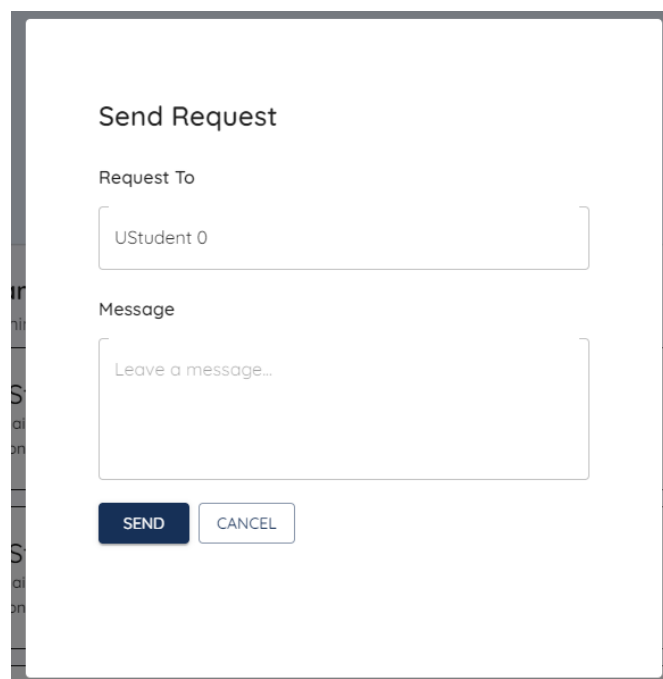 Send Request
Request To
UStudent 0
Message
Leave a message...
SEND
CANCEL